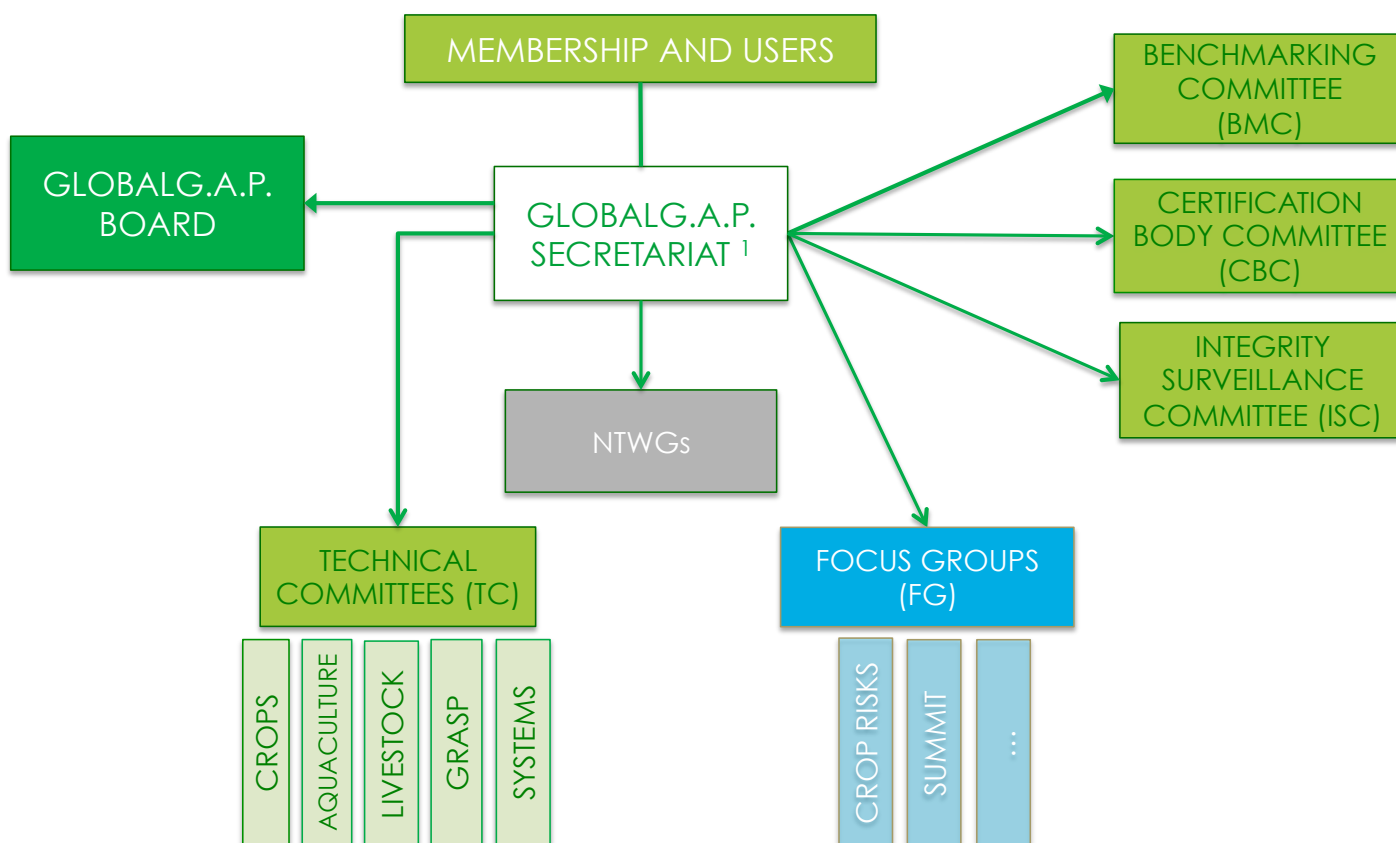 MEMBERSHIP AND USERS
BENCHMARKING
COMMITTEE
(BMC)
GLOBALG.A.P.
BOARD
GLOBALG.A.P.
SECRETARIAT ¹
CERTIFICATION
BODY COMMITTEE
(CBC)
INTEGRITY
SURVEILLANCE
COMMITTEE (ISC)
NTWGs
TECHNICAL
COMMITTEES (TC)
FOCUS GROUPS
(FG)
CROPS
AQUACULTURE
LIVESTOCK
GRASP
SYSTEMS
CROP RISKS
SUMMIT
...